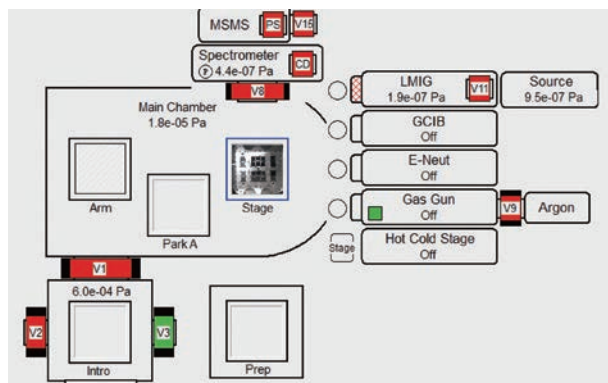 MSMS PS V15
Spectrometer
P 4.4e-07 Pa CD
V8
Main Chamber
1.8e-05 Pa
LMIG
1.9e-07 Pa V11
Source
9.5e-07 Pa
GCIB
Off
E-Neut
Off
Arm
Park A
Stage
Gas Gun
Off
V9
Argon
Stage
Hot Cold Stage
Off
V1
6.0e-04 Pa
V2
V3
Intro
Prep